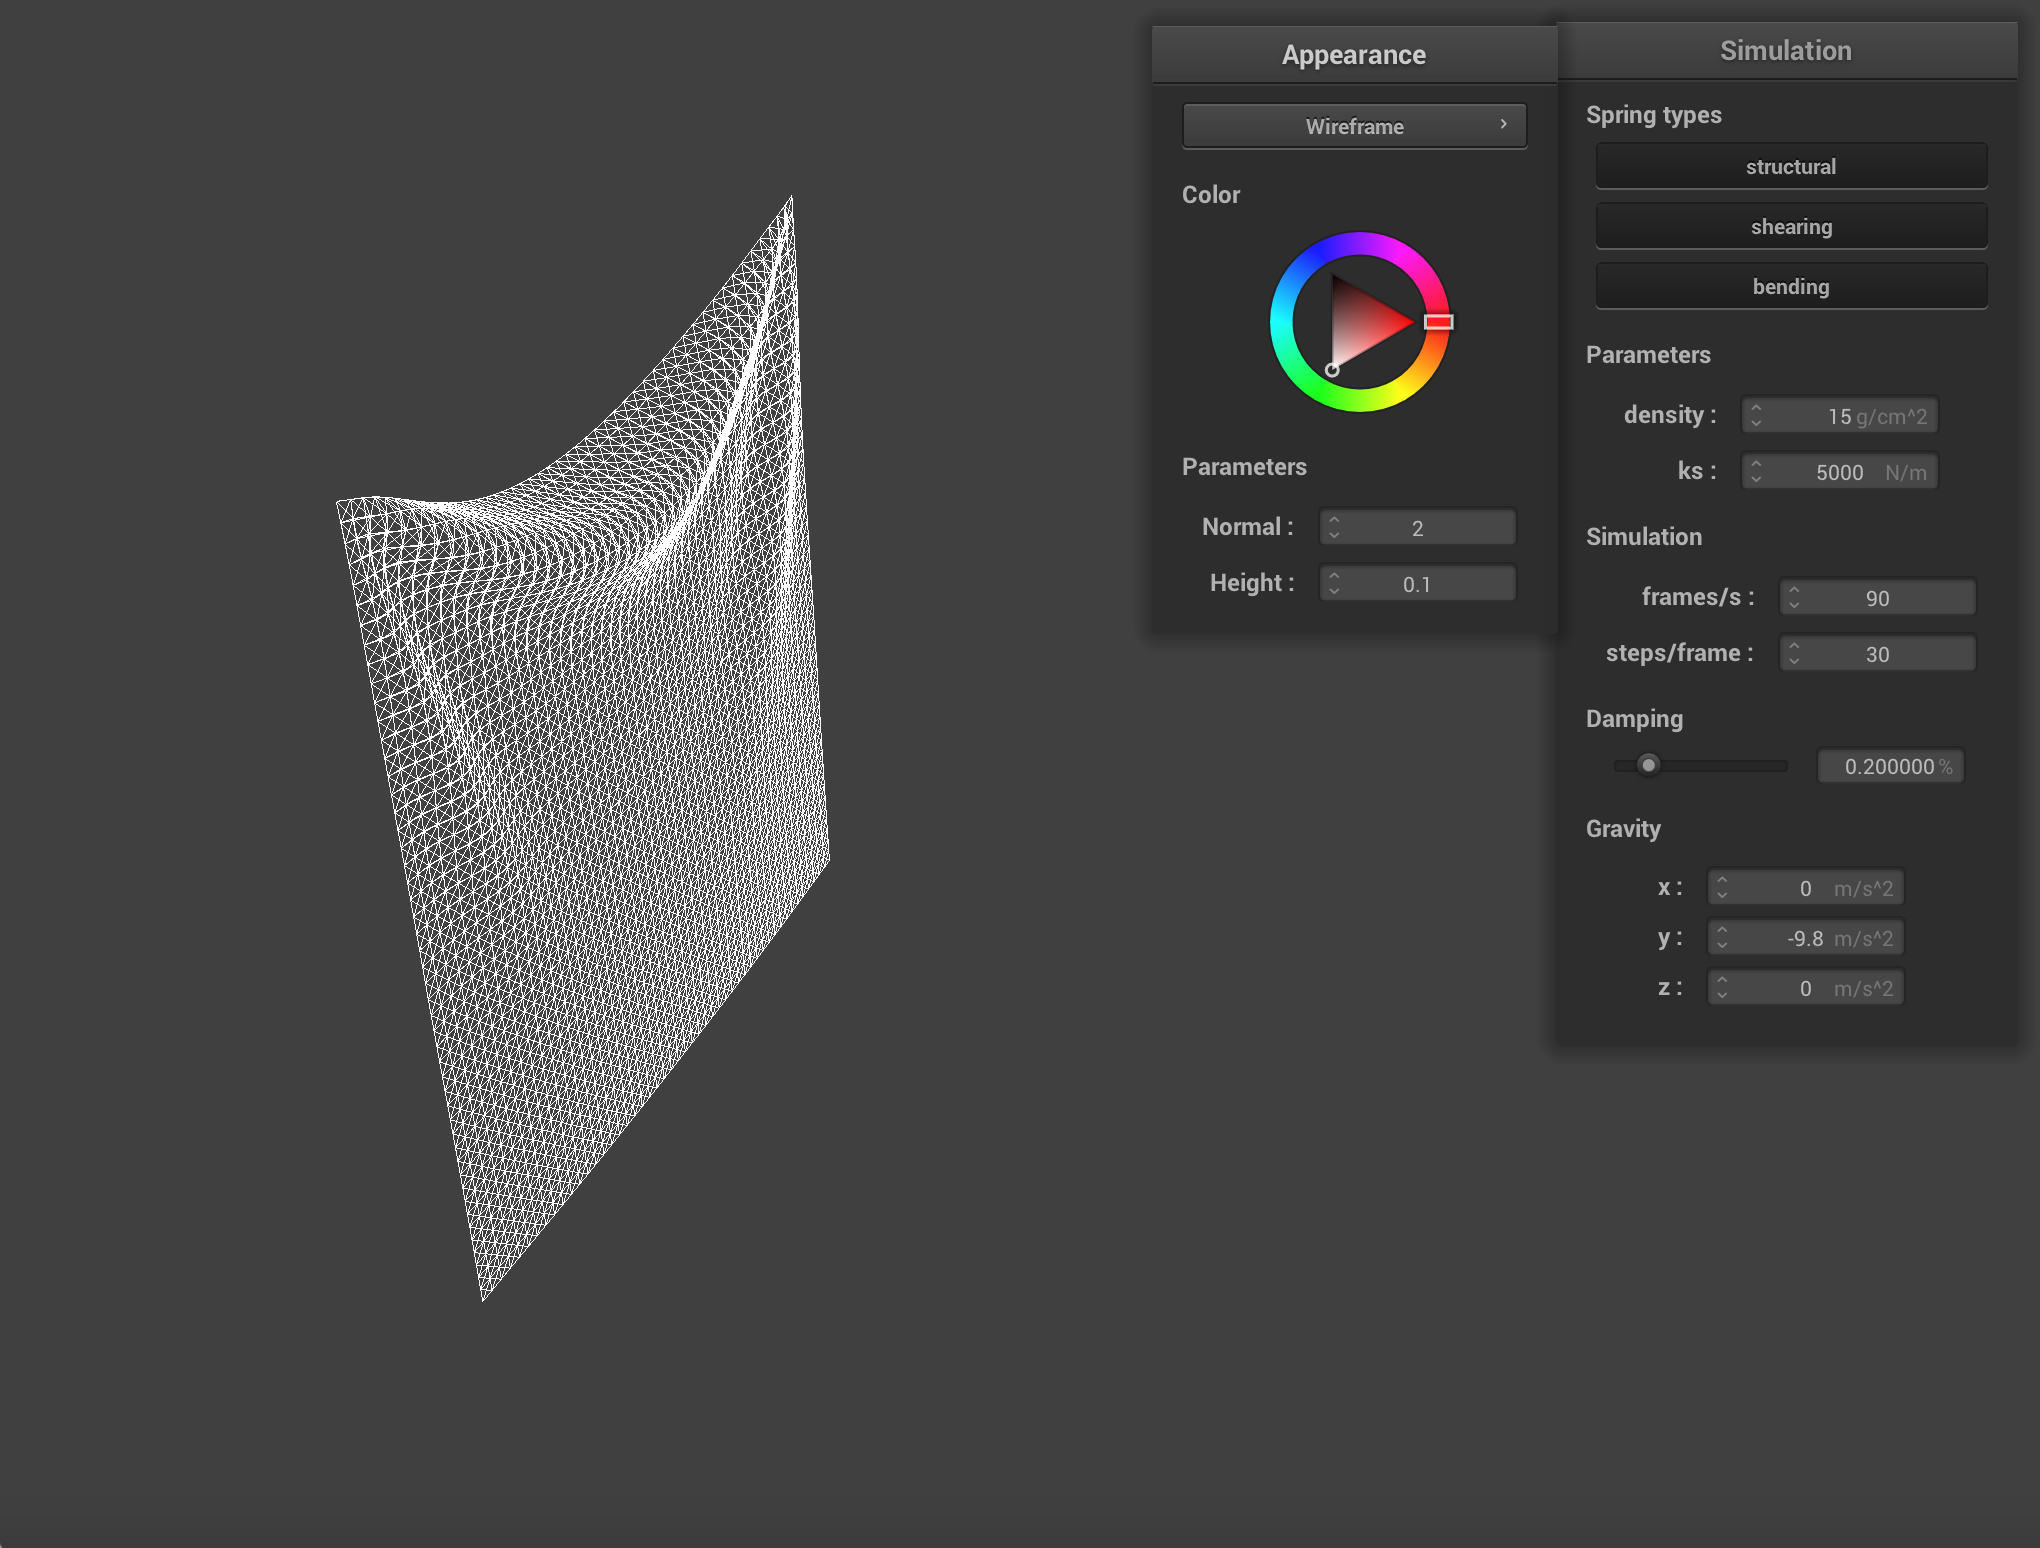 Appearance
Wireframe
Color
Parameters
Normal :
2
Height :
0.1
Simulation
Spring types
structural
shearing
bending
Parameters
density :
15 g/cm^2
ks :
5000 N/m
Simulation
frames/s :
90
steps/frame :
30
Damping
0.200000 %
Gravity
x :
0 m/s^2
y :
-9.8 m/s^2
z :
0 m/s^2